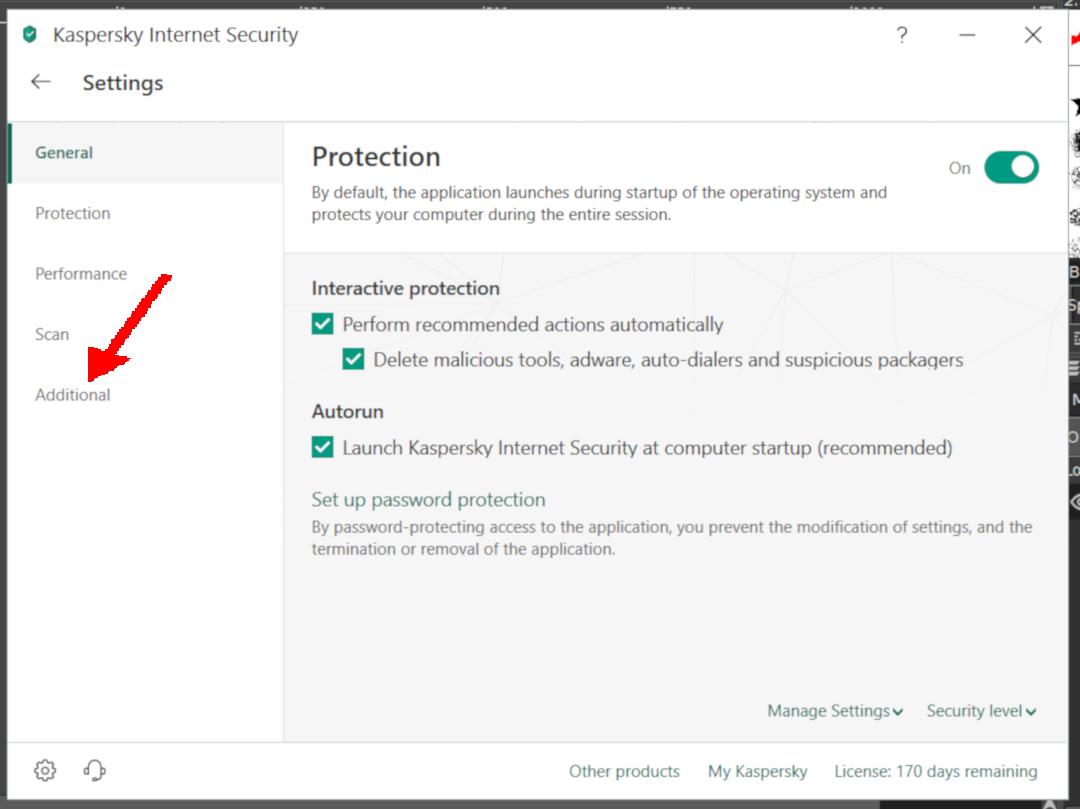 Kaspersky Internet Security
?
Settings
General
Protection
Performance
Scan
Additional
Protection
On
By default, the application launches during startup of the operating system and
protects your computer during the entire session.
Interactive protection
Perform recommended actions automatically
Delete malicious tools, adware, auto-dialers and suspicious packagers
Autorun
Launch Kaspersky Internet Security at computer startup (recommended)
Set up password protection
By password-protecting access to the application, you prevent the modification of settings, and the
termination or removal of the application.
Manage Settings
Security level
Other products
My Kaspersky
License: 170 days remaining